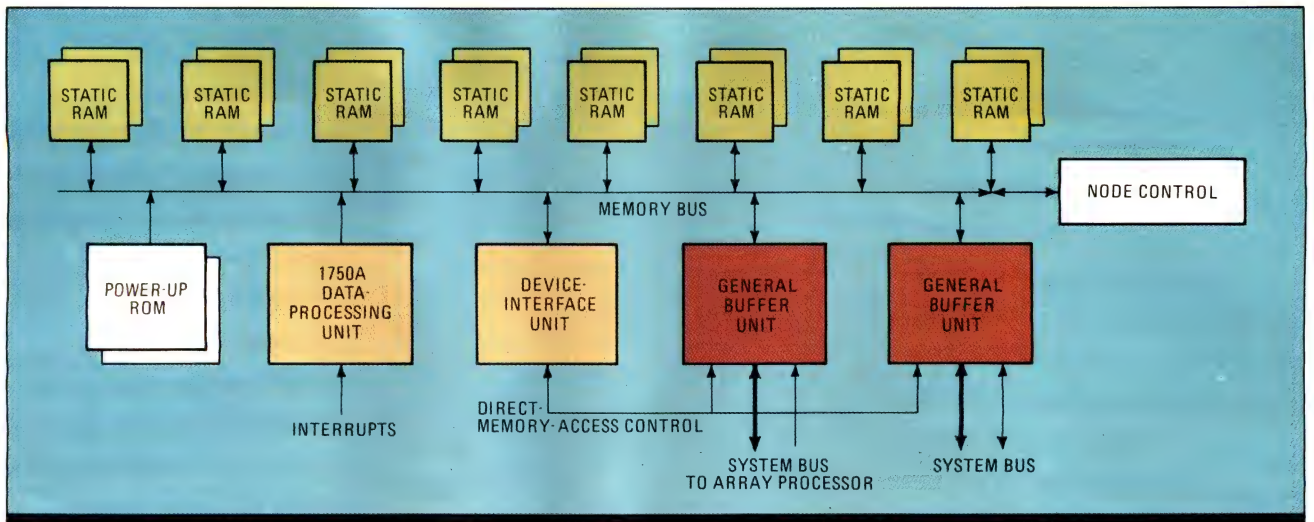 STATIC
RAM
STATIC
RAM
STATIC
RAM
STATIC
RAM
STATIC
RAM
STATIC
RAM
STATIC
RAM
STATIC
RAM
MEMORY BUS
NODE CONTROL
POWER-UP
ROM
1750A
DATA-
PROCESSING
UNIT
DEVICE-
INTERFACE
UNIT
GENERAL
BUFFER
UNIT
GENERAL
BUFFER
UNIT
INTERRUPTS
DIRECT-
MEMORY-ACCESS CONTROL
SYSTEM BUS
TO ARRAY PROCESSOR
SYSTEM BUS